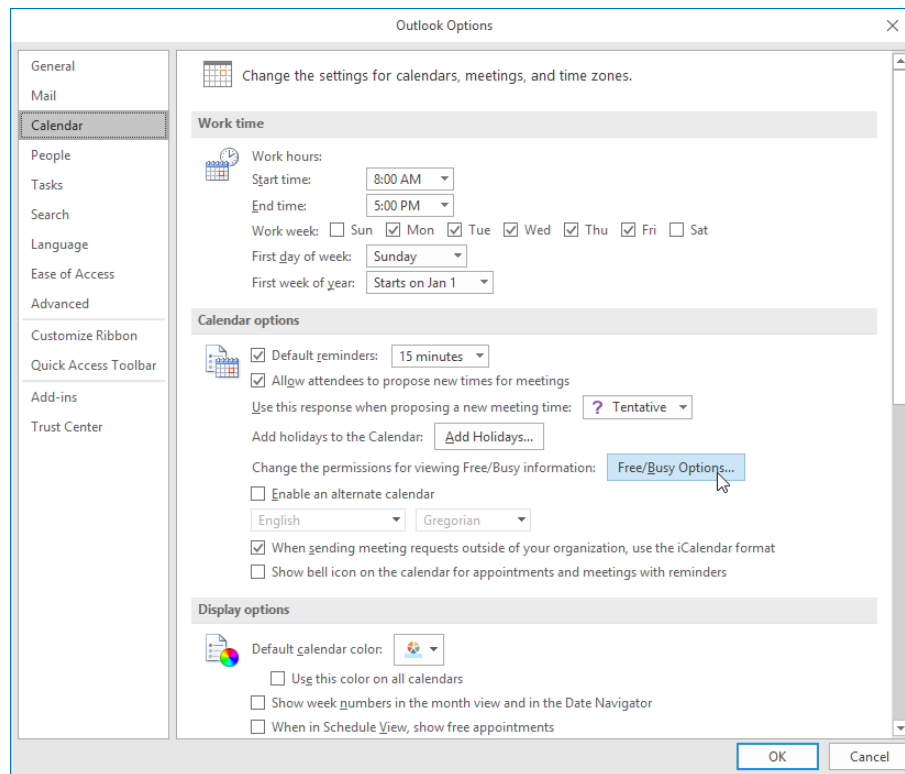 Outlook Options
General
Mail
Calendar
People
Tasks
Search
Language
Ease of Access
Advanced
Customize Ribbon
Quick Access Toolbar
Add-ins
Trust Center
Change the settings for calendars, meetings, and time zones.
Work time
Work hours:
Start time: 8:00 AM
End time: 5:00 PM
Work week: Sun Mon Tue Wed Thu Fri Sat
First day of week: Sunday
First week of year: Starts on Jan 1
Calendar options
Default reminders: 15 minutes
Allow attendees to propose new times for meetings
Use this response when proposing a new meeting time: ? Tentative
Add holidays to the Calendar: Add Holidays...
Change the permissions for viewing Free/Busy information: Free/Busy Options...
Enable an alternate calendar
English Gregorian
When sending meeting requests outside of your organization, use the iCalendar format
Show bell icon on the calendar for appointments and meetings with reminders
Display options
Default calendar color:
Use this color on all calendars
Show week numbers in the month view and in the Date Navigator
When in Schedule View, show free appointments
OK Cancel